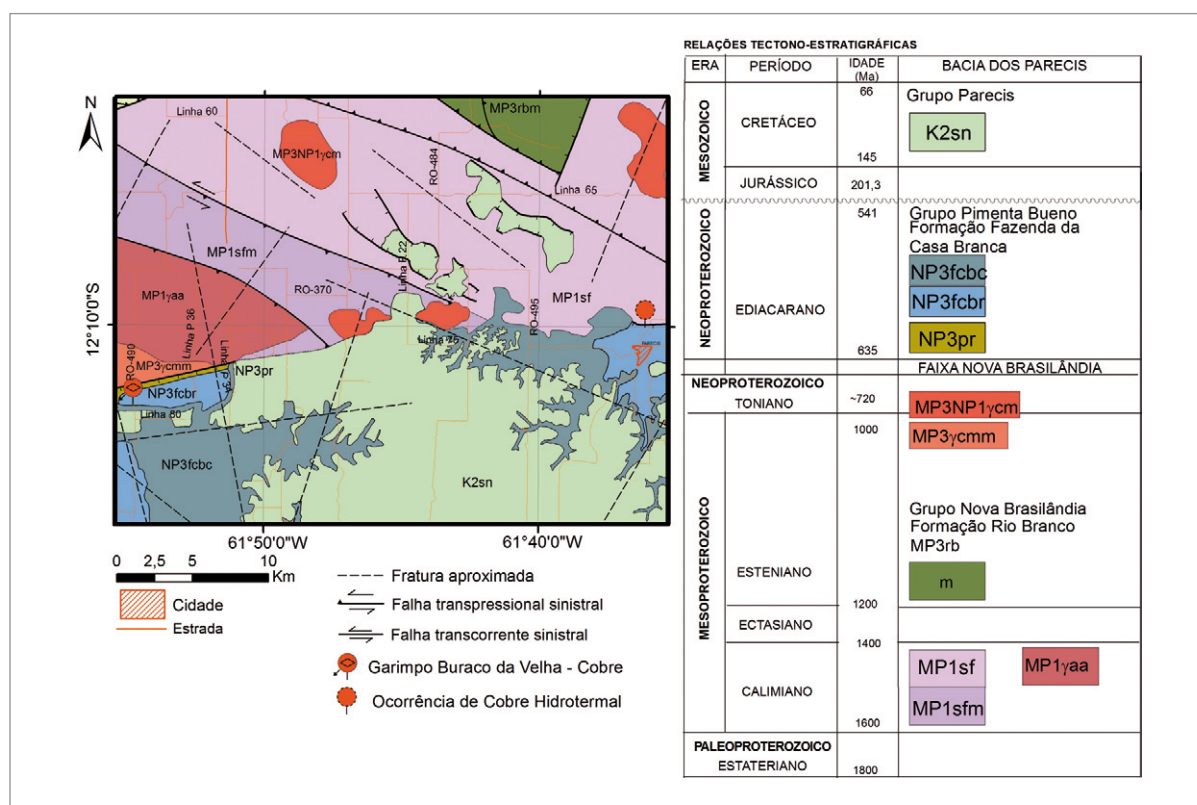 N
12°10'0"S
61°50'0"W
61°40'0"W
Linha 60
MP3NP1γcm
RO-484
MP3rbm
Linha 65
MP1sfm
Linha P 22
MP1γaa
RO-370
MP1sf
RO-495
Linha P 36
Linha 75
RO-490
MP3γcmm
NP3pr
NP3fcbr
Linha 80
NP3fcbc
K2sn
0 2,5 5 10
Km
Cidade
Estrada
Fratura aproximada
Falha transpressional sinistral
Falha transcorrente sinistral
Garimpo Buraco da Velha - Cobre
Ocorrência de Cobre Hidrotermal
RELAÇÕES TECTONO-ESTRATIGRÁFICAS
ERA PERÍODO IDADE (Ma) BACIA DOS PARECIS
MESOZOICO
CRETÁCEO
66
145
Grupo Parecis
K2sn
JURÁSSICO 201,3
NEOPROTEROZOICO
EDIACARANO
541
635
Grupo Pimenta Bueno
Formação Fazenda da
Casa Branca
NP3fcbc
NP3fcbr
NP3pr
FAIXA NOVA BRASILÂNDIA
NEOPROTEROZOICO
TONIANO ~720
MP3NP1γcm
1000
MP3γcmm
MESOPROTEROZOICO
Grupo Nova Brasilândia
Formação Rio Branco
MP3rb
ESTENIANO
m
1200
ECTASIANO
1400
CALIMIANO
MP1sf
MP1γaa
MP1sfm
1600
PALEOPROTEROZOICO
ESTATERIANO
1800